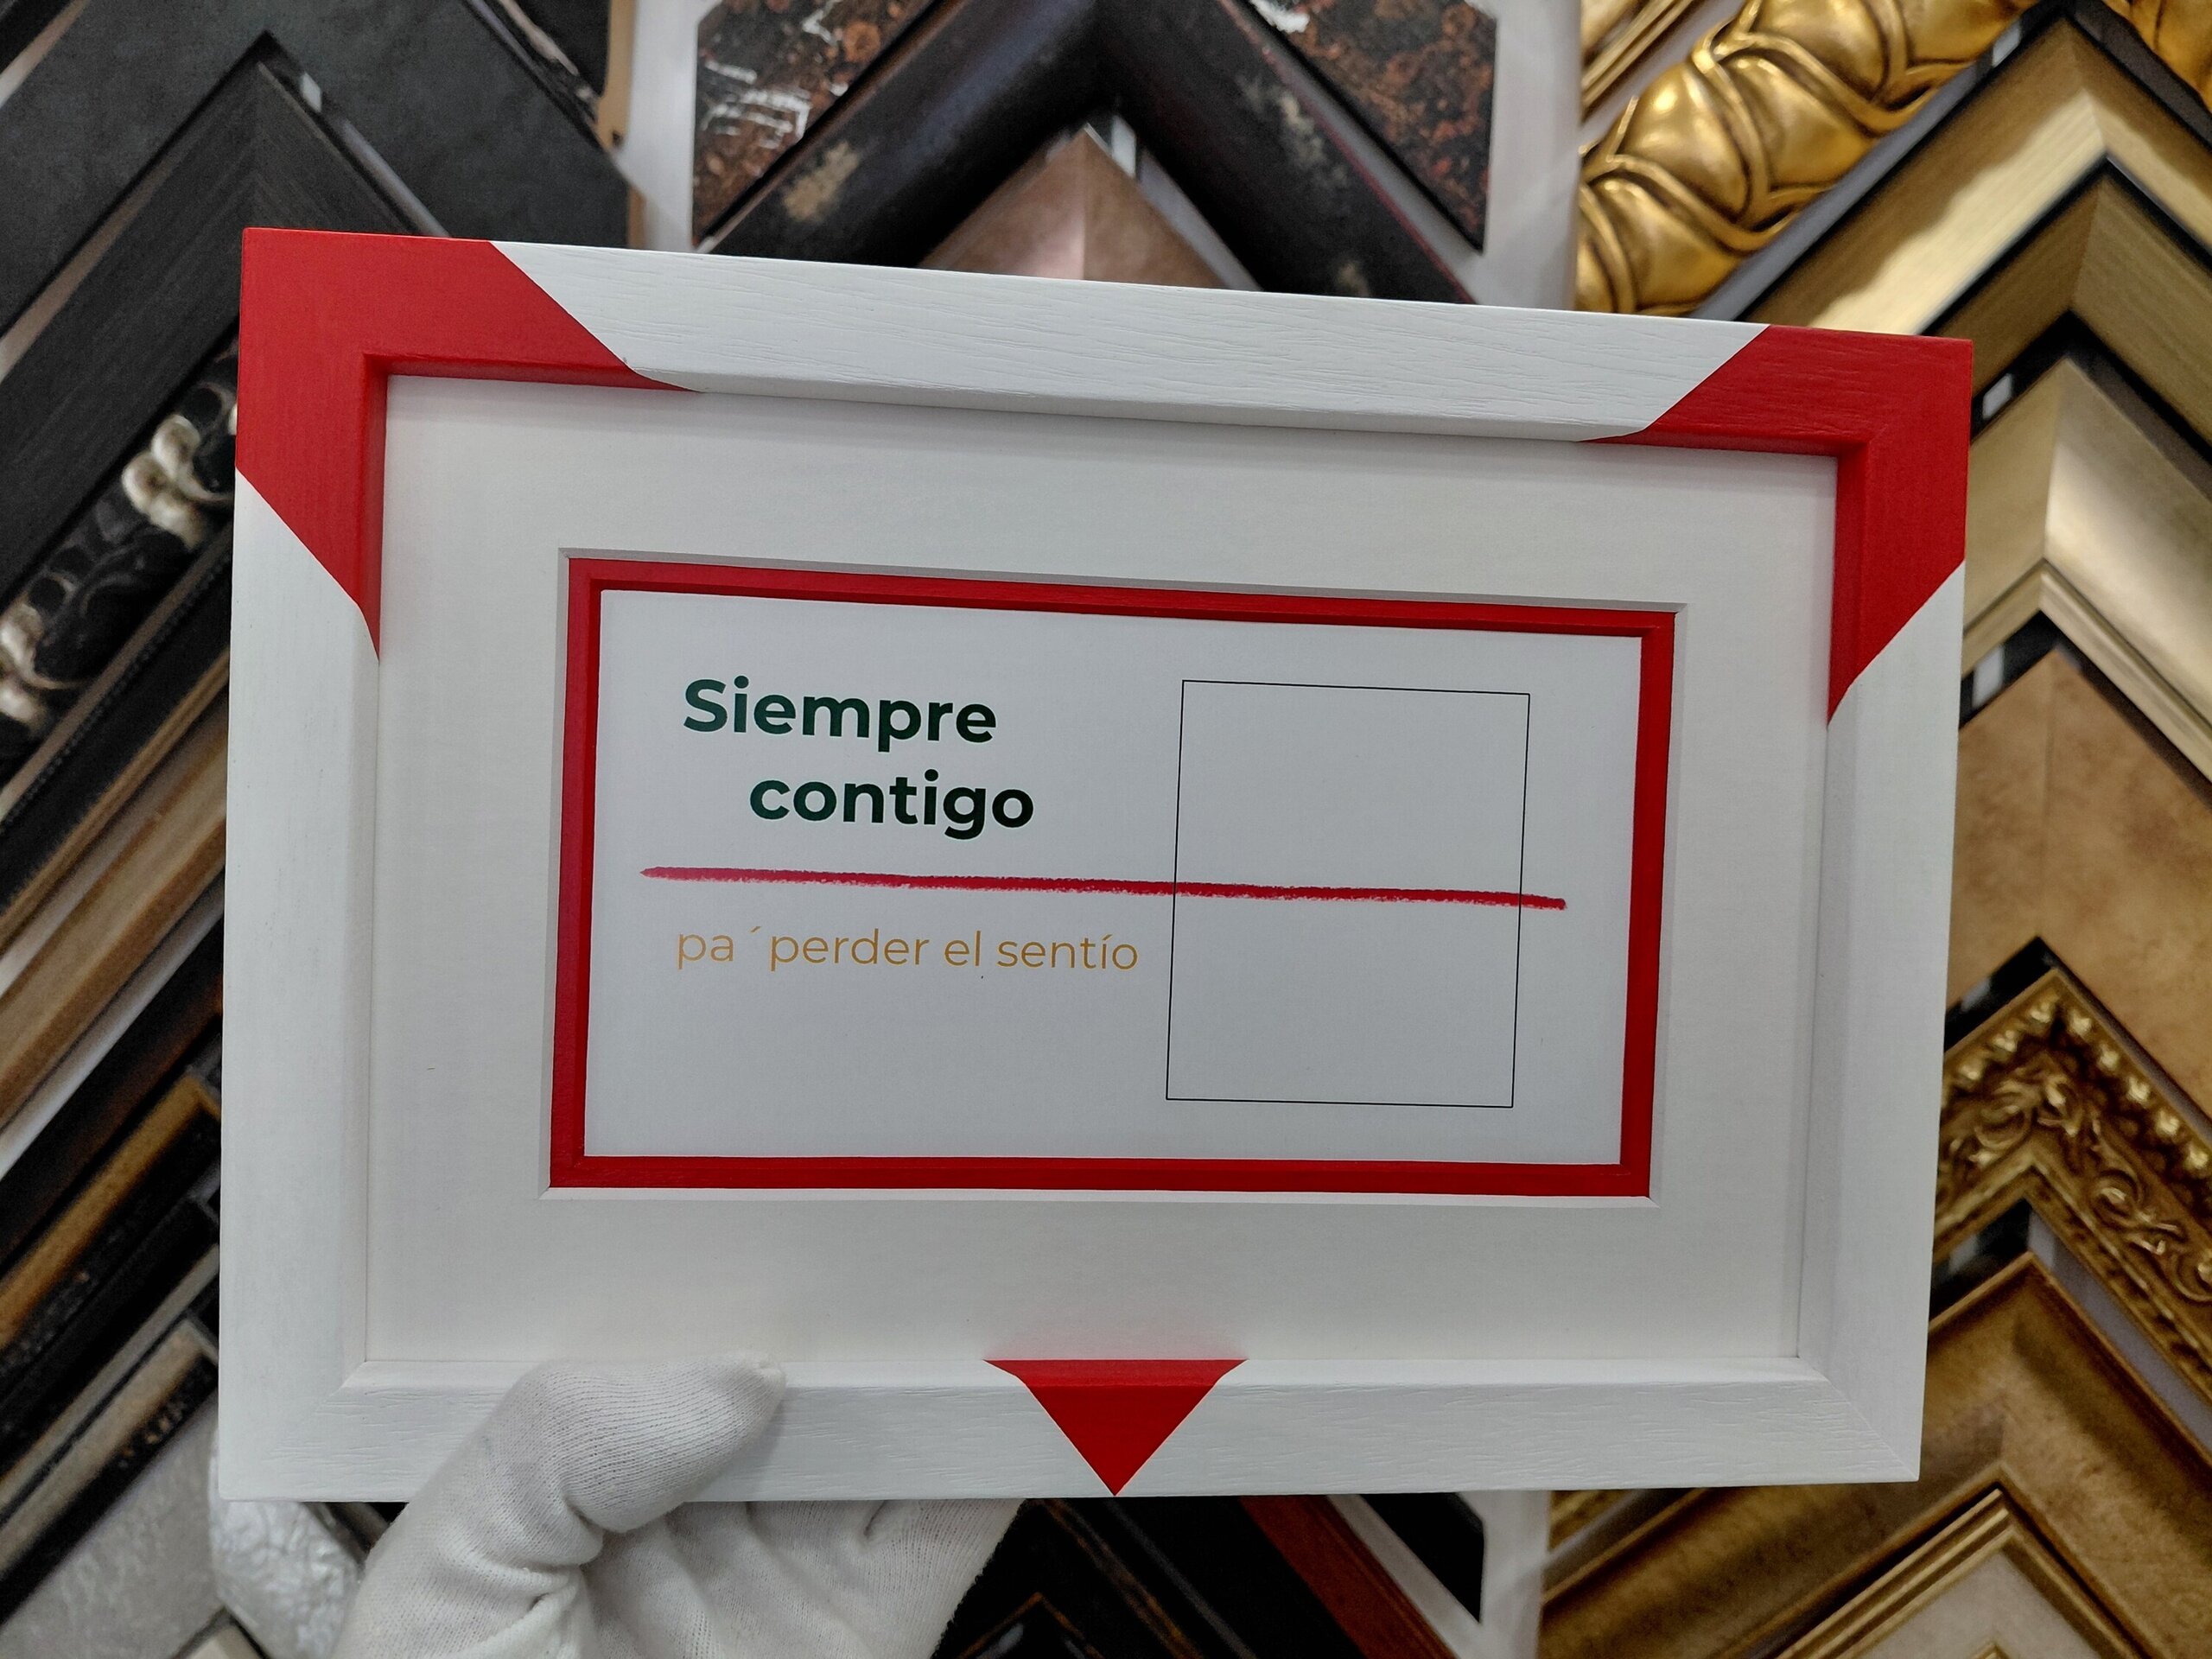 Siempre
contigo
pa´perder el sentío